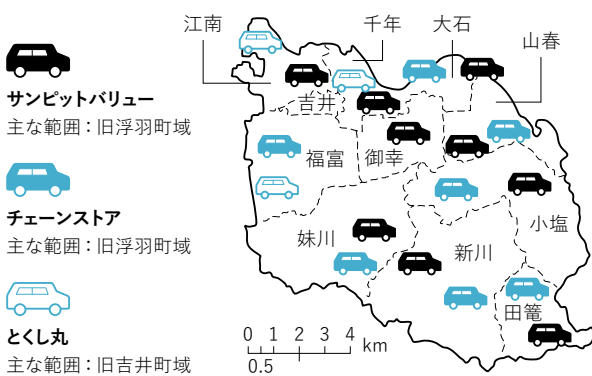 サンピットバリュー
主な範囲：旧浮羽町域
チェーンストア
主な範囲：旧浮羽町域
とくし丸
主な範囲：旧吉井町域
江南
千年
大石
山春
吉井
福富
御幸
小塩
妹川
新川
田篭
0 1 2 3 4 km
0.5